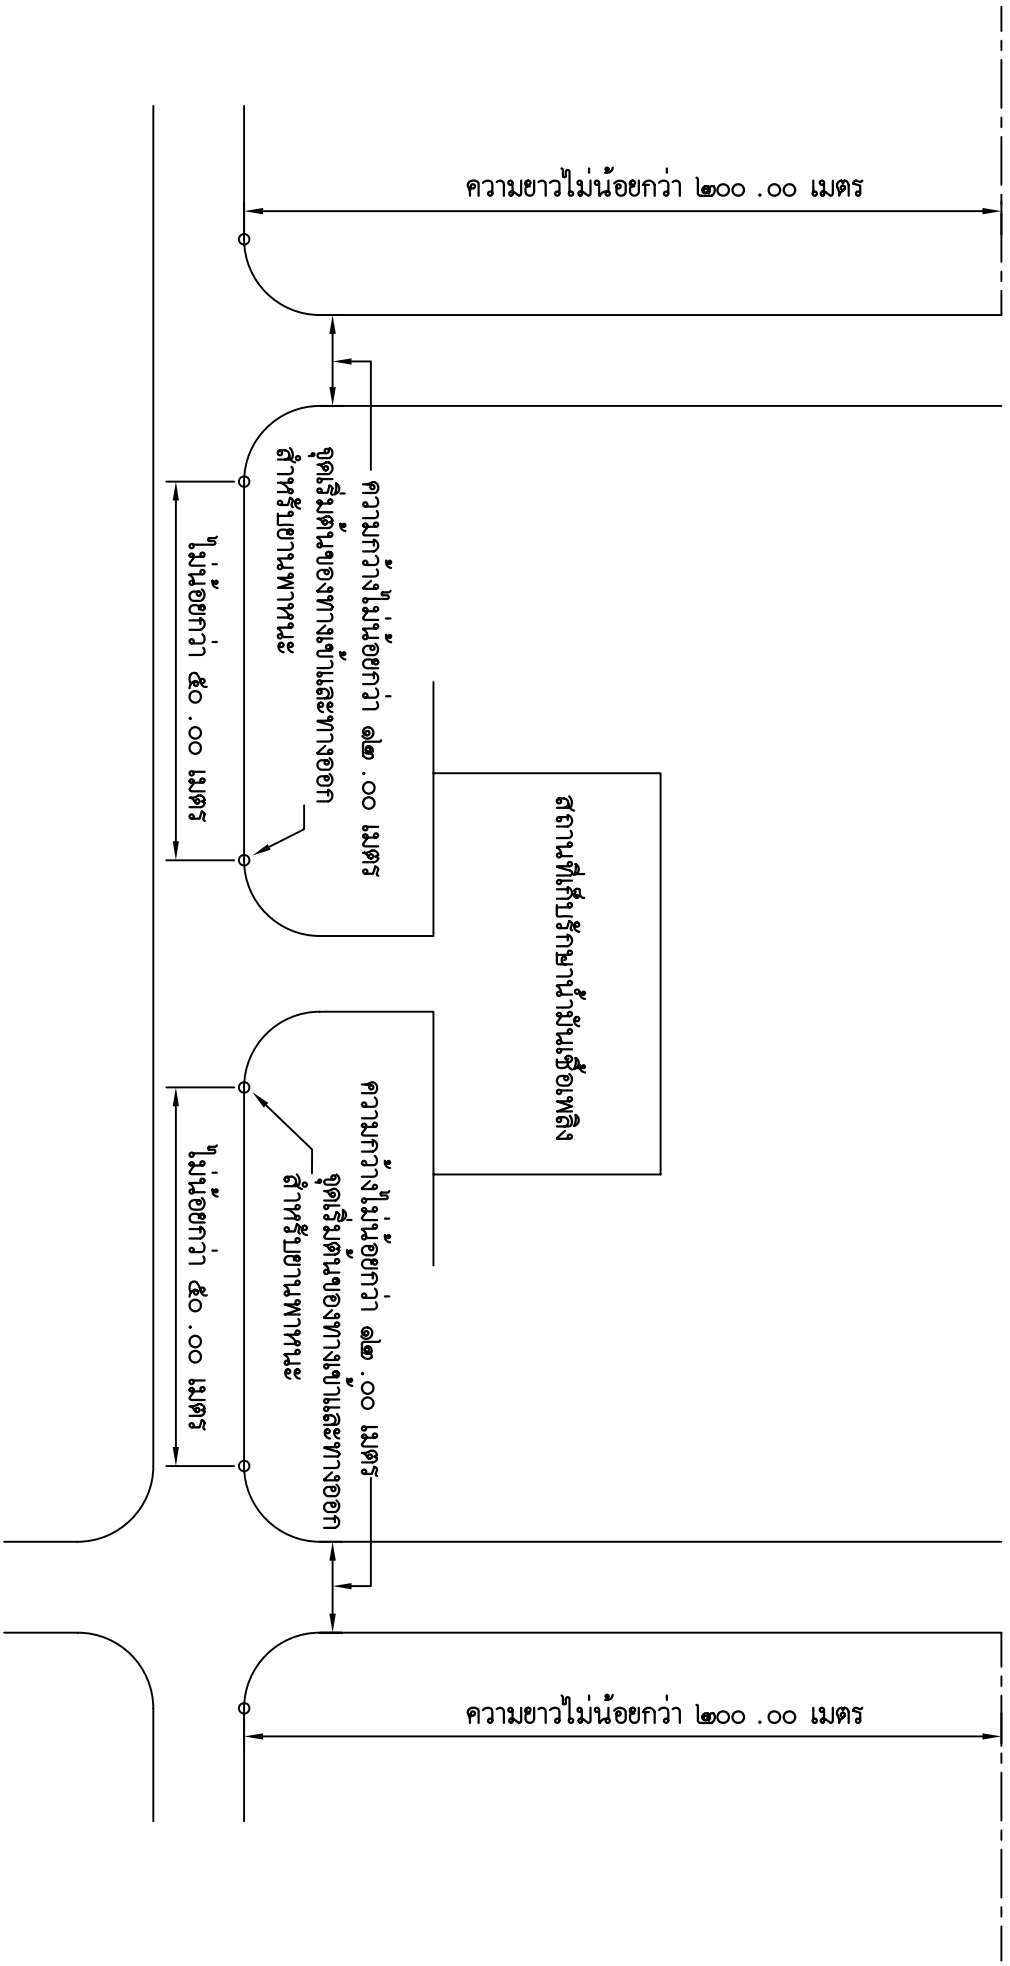 ความยาวไม่น้อยกว่า ๒๐๐ .๐๐ เมตร
ความกว้างไม่น้อยกว่า ๑๒ .๐๐ เมตร
จุดเริ่มต้นของทางเข้าและทางออก
สำหรับยานพาหนะ
ไม่น้อยกว่า ๕๐ .๐๐ เมตร
สถานที่เก็บรักษาน้ำมันเชื้อเพลิง
ความกว้างไม่น้อยกว่า ๑๒ .๐๐ เมตร
จุดเริ่มต้นของทางเข้าและทางออก
สำหรับยานพาหนะ
ไม่น้อยกว่า ๕๐ .๐๐ เมตร
ความยาวไม่น้อยกว่า ๒๐๐ .๐๐ เมตร